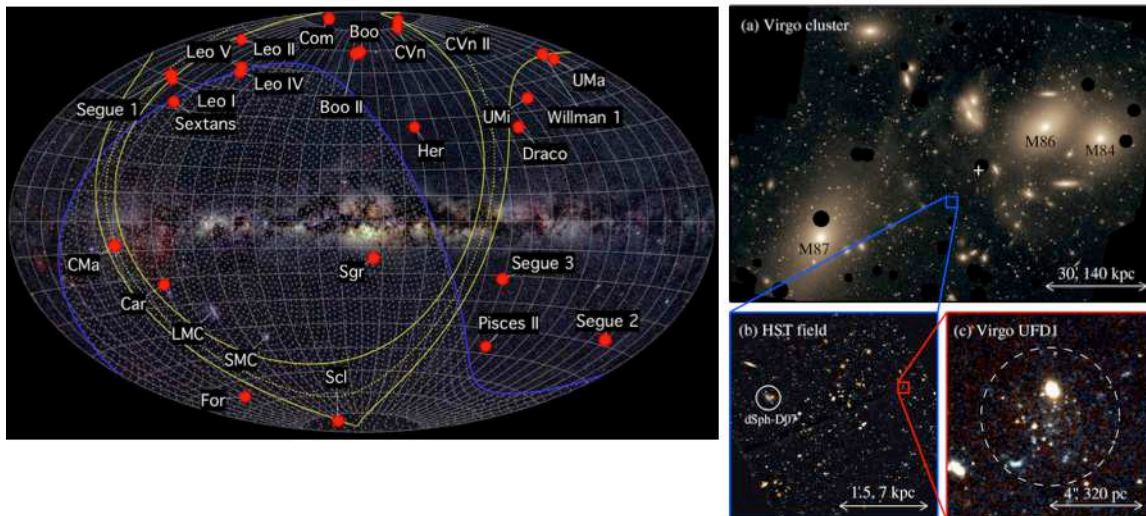 Com
Boo
CVn
CVn II
Leo V
Leo II
UMa
Segue 1
Leo I
Leo IV
Boo II
UMi
Willman 1
Sextans
Her
Draco
CMa
Sgr
Segue 3
Car
LMC
Pisces II
Segue 2
SMC
Scl
For
(a) Virgo cluster
M86
M84
M87
30, 140 kpc
(b) HST field
dSph-D07
1.5, 7 kpc
(c) Virgo UFD1
4", 320 pc